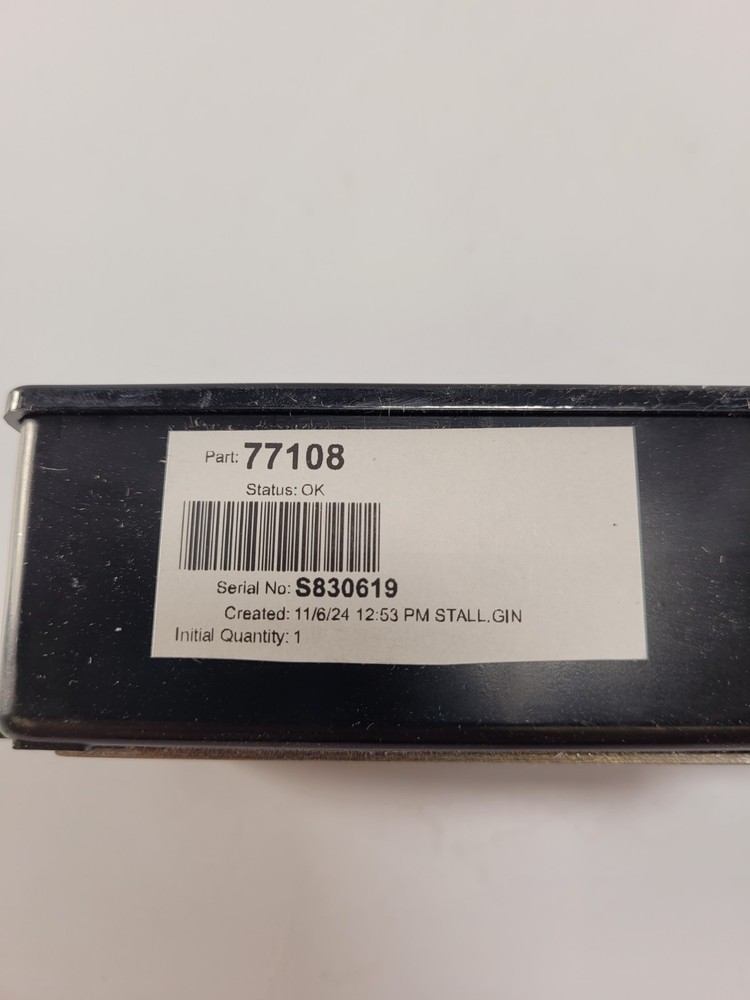 Part: 77108
Status: OK
Serial No: S830619
Created: 11/6/24 12:53 PM STALL.GIN
Initial Quantity: 1